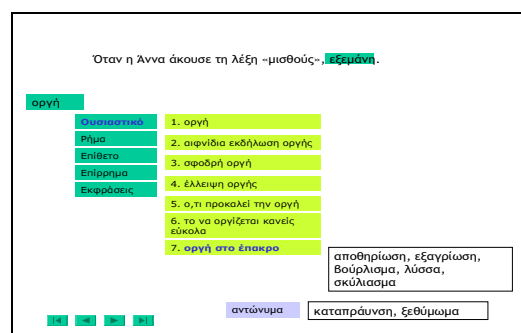 Όταν η Άννα άκουσε τη λέξη «μισθούς», εξεμάνη.
οργή
Ουσιαστικό
Ρήμα
Επίθετο
Επίρρημα
Εκφράσεις
1. οργή
2. αιφνίδια εκδήλωση οργής
3. σφοδρή οργή
4. έλλειψη οργής
5. ο,τι προκαλεί την οργή
6. το να οργίζεται κανείς
εύκολα
7. οργή στο έπακρο
αποθηρίωση, εξαγρίωση,
βούρλισμα, λύσσα,
σκύλιασμα
αντώνυμα
καταπράυνση, ξεθύμωμα